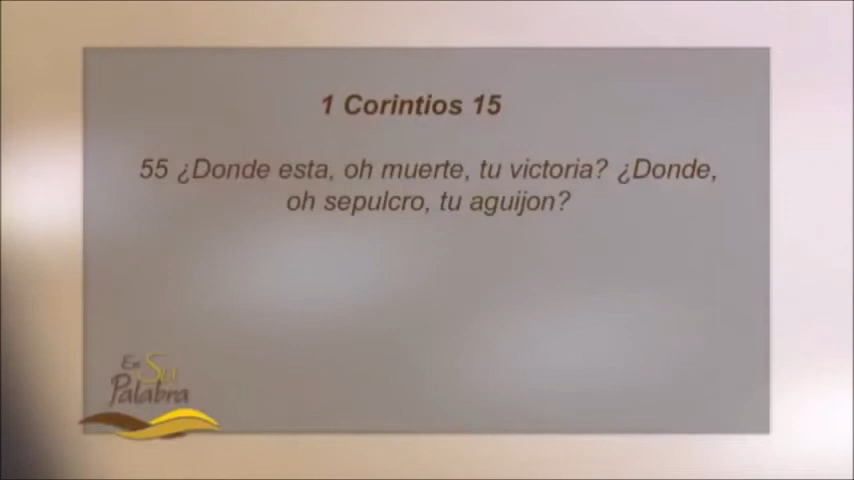 1 Corintios 15
55 ¿Donde esta, oh muerte, tu victoria? ¿Donde,
oh sepulcro, tu aguijon?
En Su
Palabra